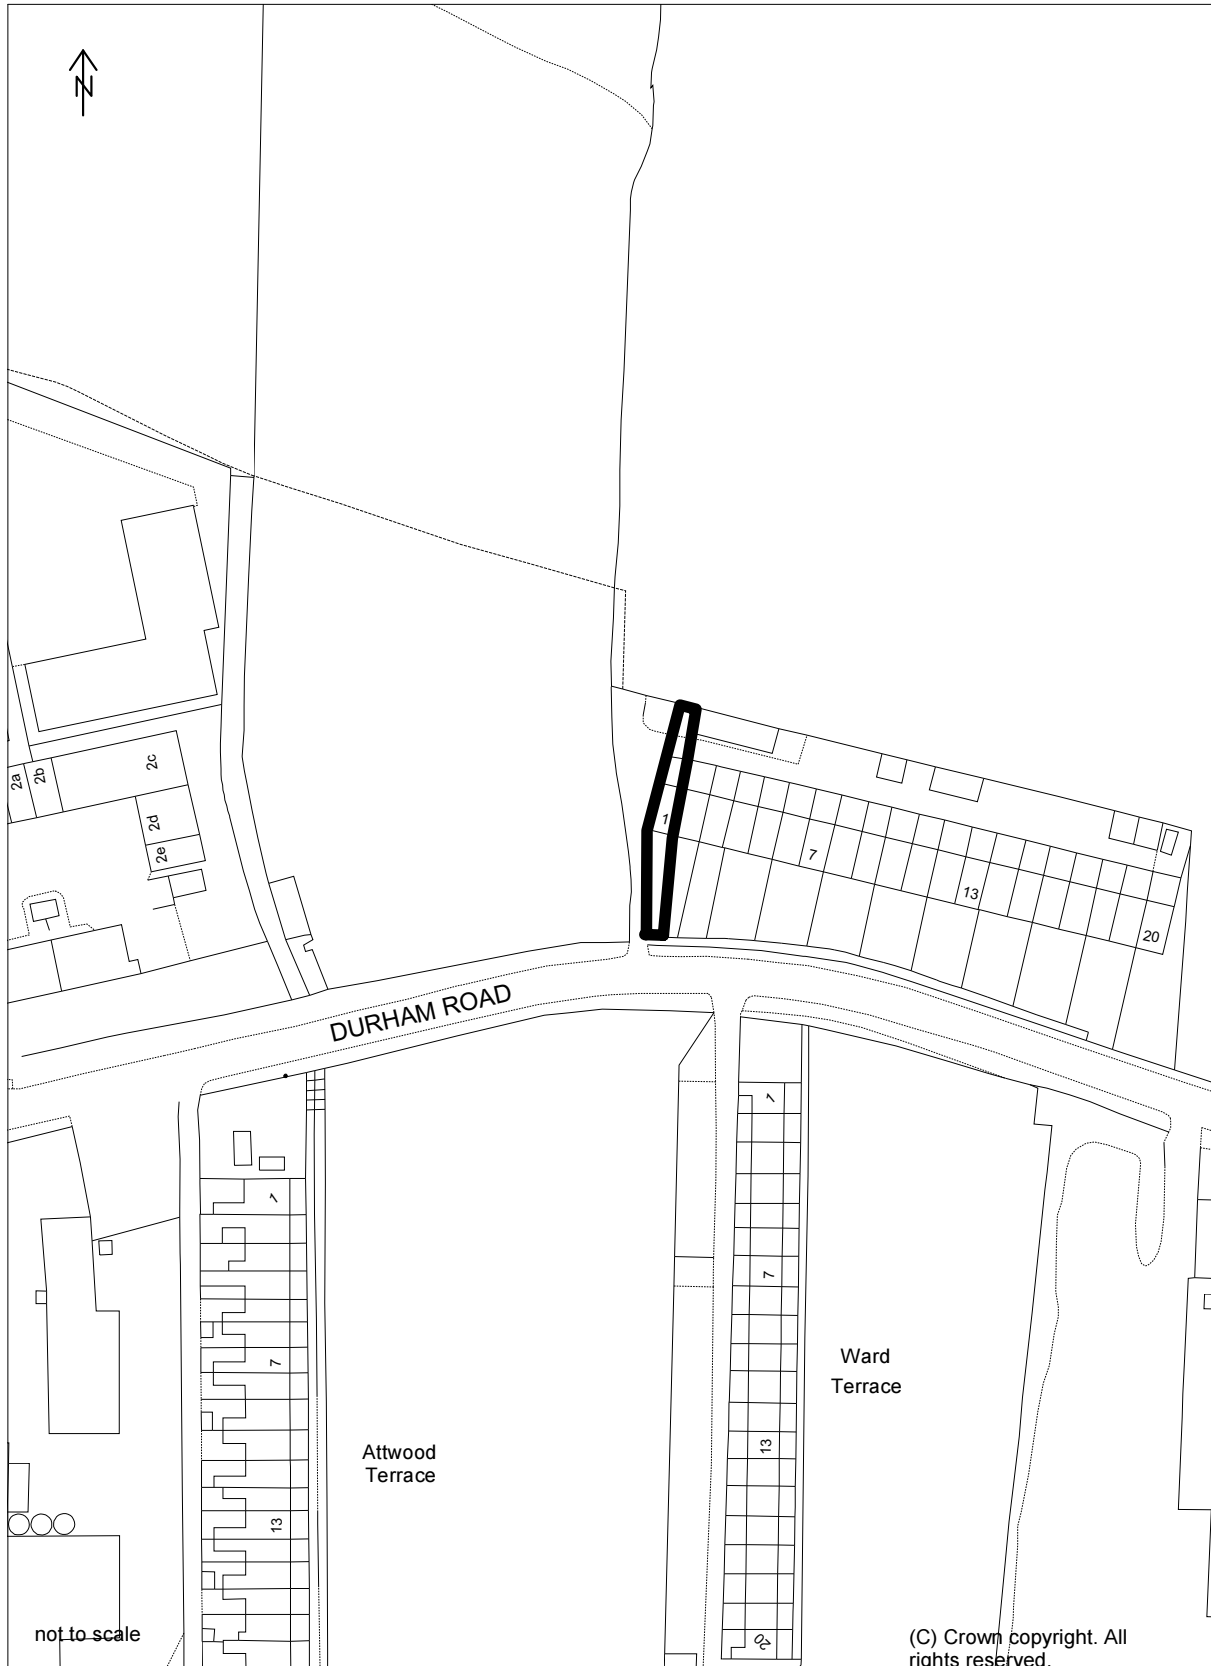 N
2a
2b
2c
2d
2e
1
7
13
20
DURHAM ROAD
1
7
13
20
Ward
Terrace
1
7
13
Attwood
Terrace
not to scale
(C) Crown copyright. All
rights reserved.